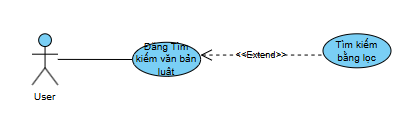 Đăng Tìm
kiếm văn bản
luật
<<Extend>>
Tìm kiếm
bằng lọc
User